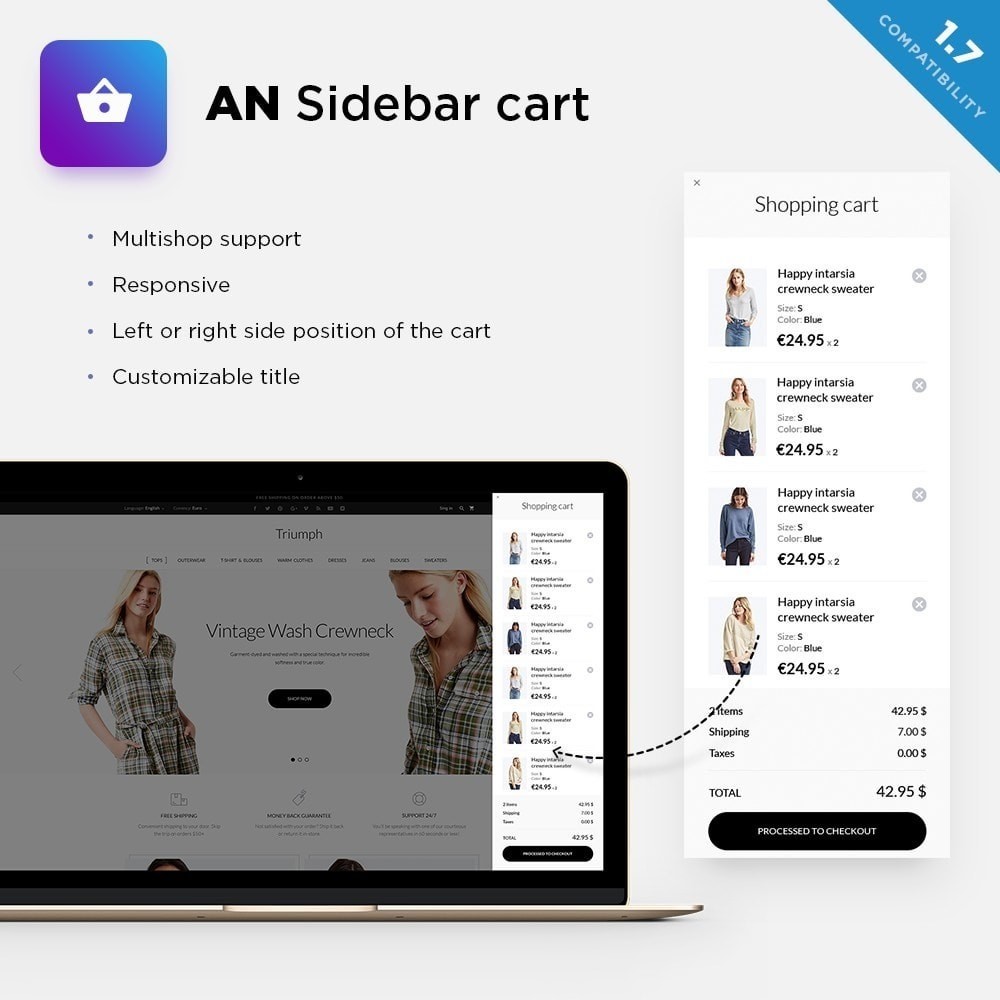 1.7
COMPATIBILITY
AN Sidebar cart
• Multishop support
• Responsive
• Left or right side position of the cart
• Customizable title
×
Shopping cart
Happy intarsia
crewneck sweater
Size: S
Color: Blue
€24.95 x 2
Happy intarsia
crewneck sweater
Size: S
Color: Blue
€24.95 x 2
Happy intarsia
crewneck sweater
Size: S
Color: Blue
€24.95 x 2
Happy intarsia
crewneck sweater
Size: S
Color: Blue
€24.95 x 2
2 items 42.95 $
Shipping 7.00 $
Taxes 0.00 $
TOTAL 42.95 $
PROCESSED TO CHECKOUT
Language: English Currency: Euro Sing in
Triumph
[ TOPS ] OUTERWEAR T-SHIRT & BLOUSES WARM CLOTHES DRESSES JEANS BLOUSES SWEATERS
Vintage Wash Crewneck
Garment-dyed and washed with a special technique for incredible
softness and true color
SHOP NOW
FREE SHIPPING MONEY BACK GUARANTEE SUPPORT 24/7
Shopping cart
Happy intarsia
crewneck sweater
Size: S
Color: Blue
€24.95 x 2
Happy intarsia
crewneck sweater
Size: S
Color: Blue
€24.95 x 2
Happy intarsia
crewneck sweater
Size: S
Color: Blue
€24.95 x 2
Happy intarsia
crewneck sweater
Size: S
Color: Blue
€24.95 x 2
Happy intarsia
crewneck sweater
Size: S
Color: Blue
€24.95 x 2
Happy intarsia
crewneck sweater
Size: S
Color: Blue
€24.95 x 2
2 items 42.95 $
Shipping 7.00 $
Taxes 0.00 $
TOTAL 42.95 $
PROCESSED TO CHECKOUT